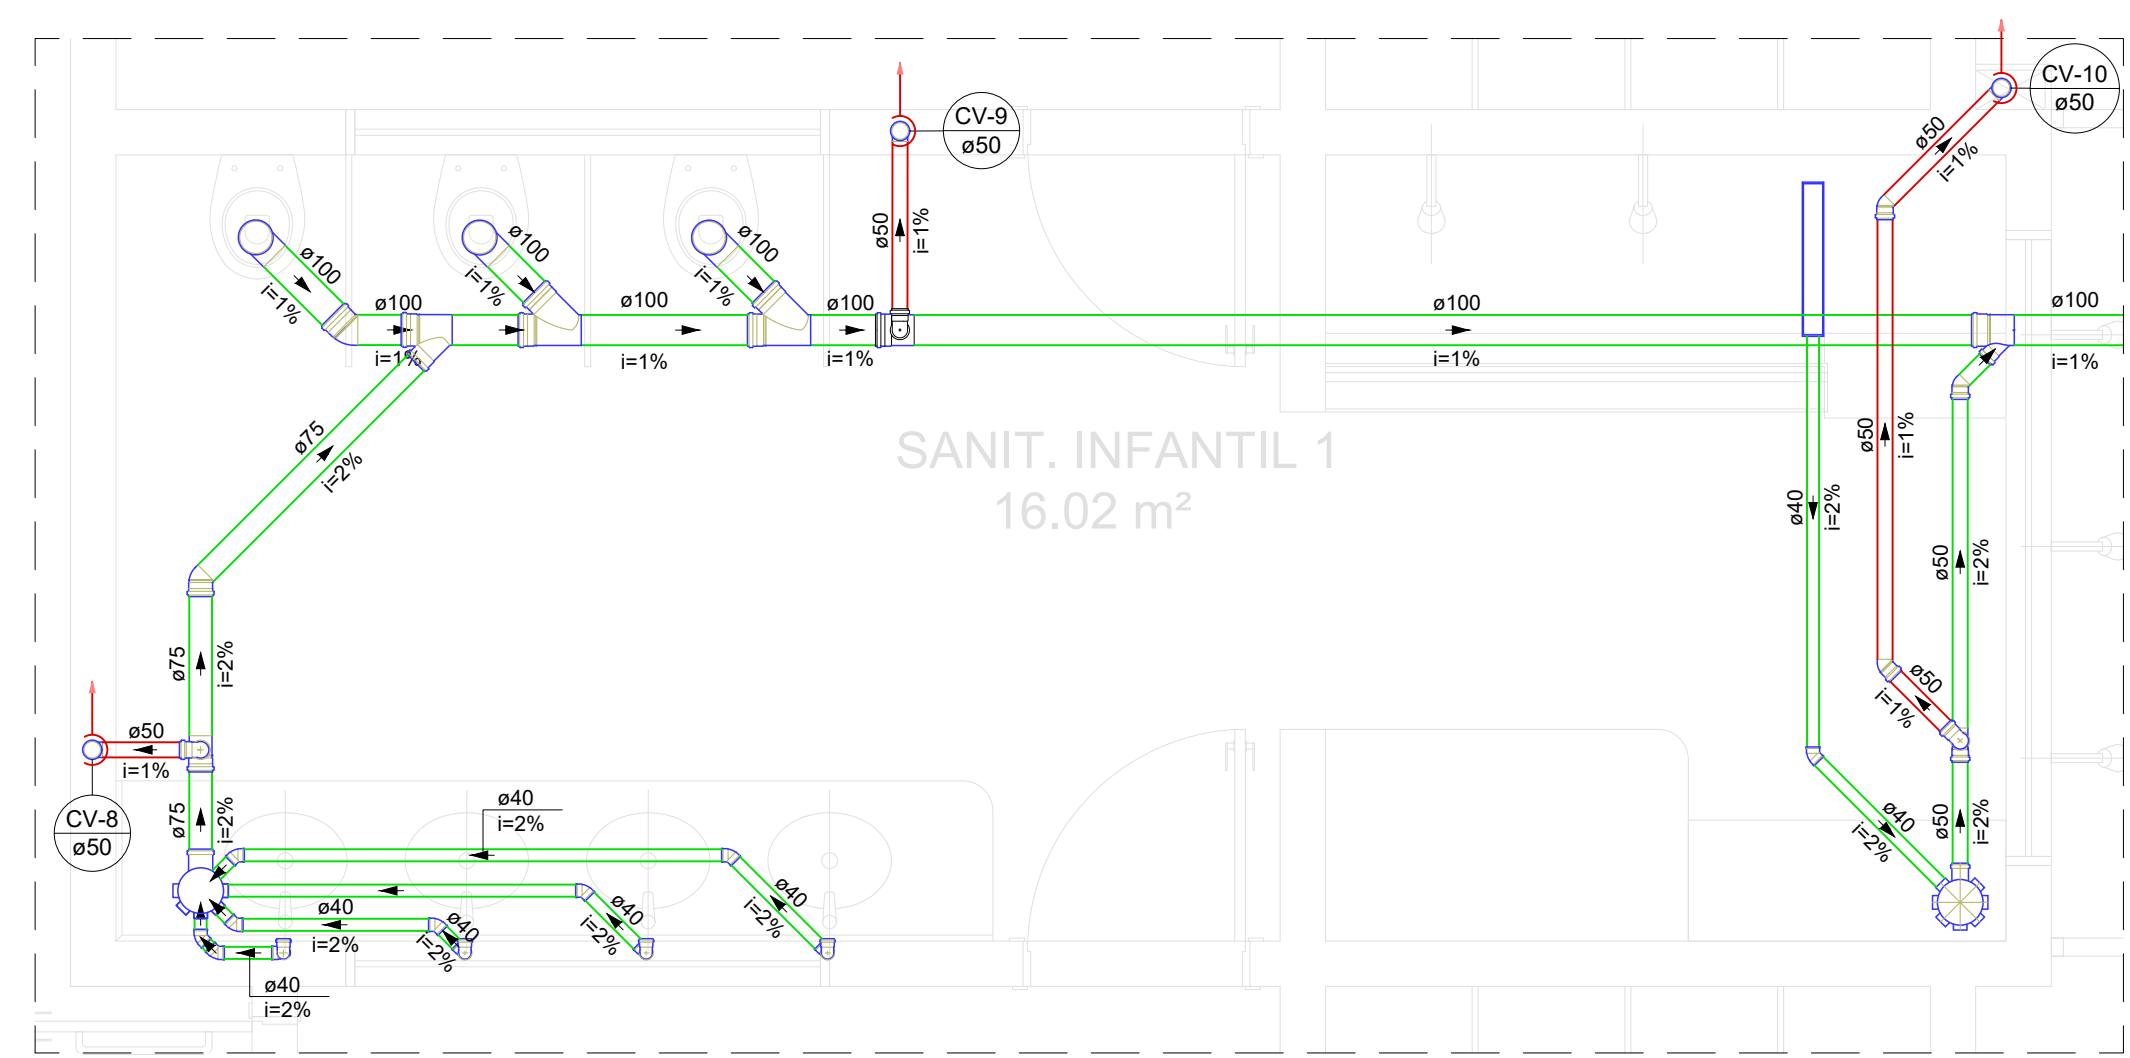 CV-10
ø50
CV-9
ø50
ø50
i=1%
ø50
i=1%
ø100
i=1%
ø100
i=1%
ø100
i=1%
ø100
i=1%
ø100
i=1%
ø100
i=1%
ø100
i=1%
ø100
i=1%
ø75
i=2%
SANIT. INFANTIL 1
16.02 m²
ø50
i=1%
ø40
i=2%
ø50
i=2%
ø75
i=2%
ø50
i=1%
ø50
i=1%
CV-8
ø50
ø75
i=2%
ø40
i=2%
ø40
i=2%
ø50
i=2%
ø40
i=2%
ø40
i=2%
ø40
i=2%
ø40
i=2%
ø40
i=2%